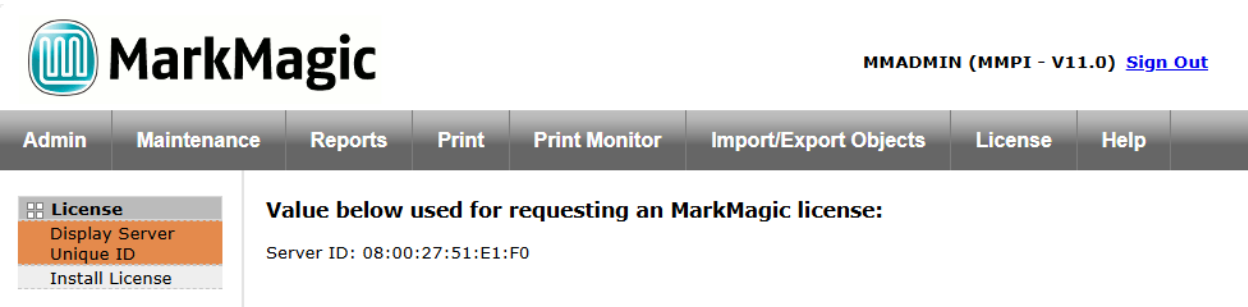 MarkMagic
MMADMIN (MMPI - V11.0) Sign Out
Admin Maintenance Reports Print Print Monitor Import/Export Objects License Help
License
Display Server
Unique ID
Install License
Value below used for requesting an MarkMagic license:
Server ID: 08:00:27:51:E1:F0